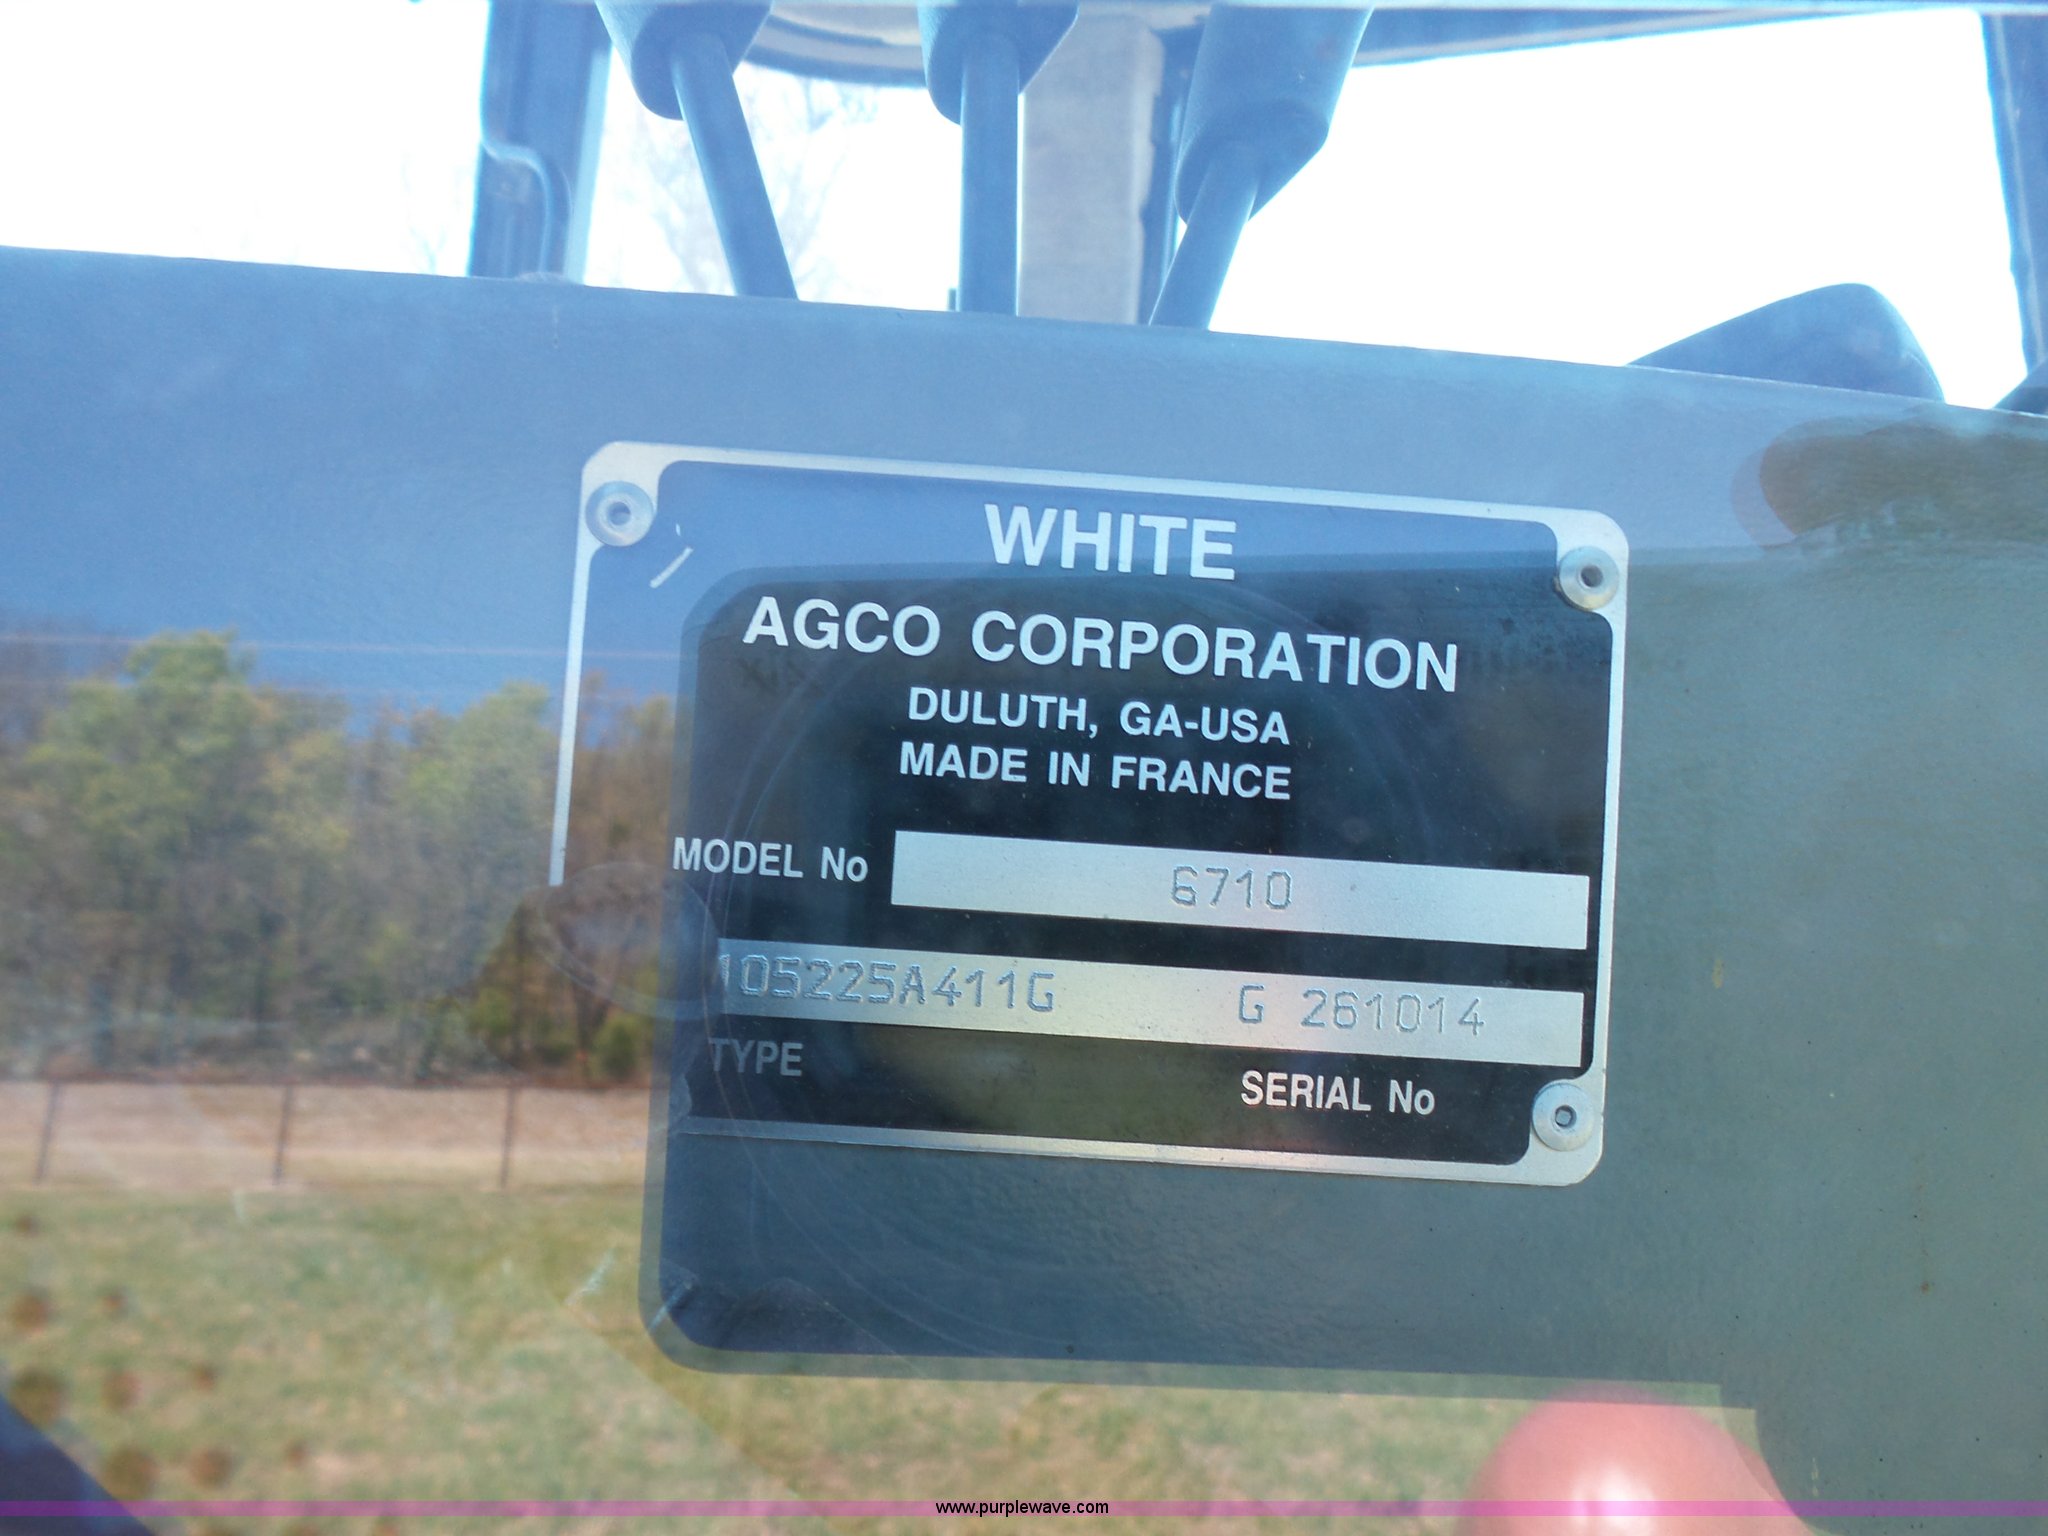 WHITE
AGCO CORPORATION
DULUTH, GA-USA
MADE IN FRANCE
MODEL No 6710
105225A411G G 261014
TYPE SERIAL No
www.purplewave.com